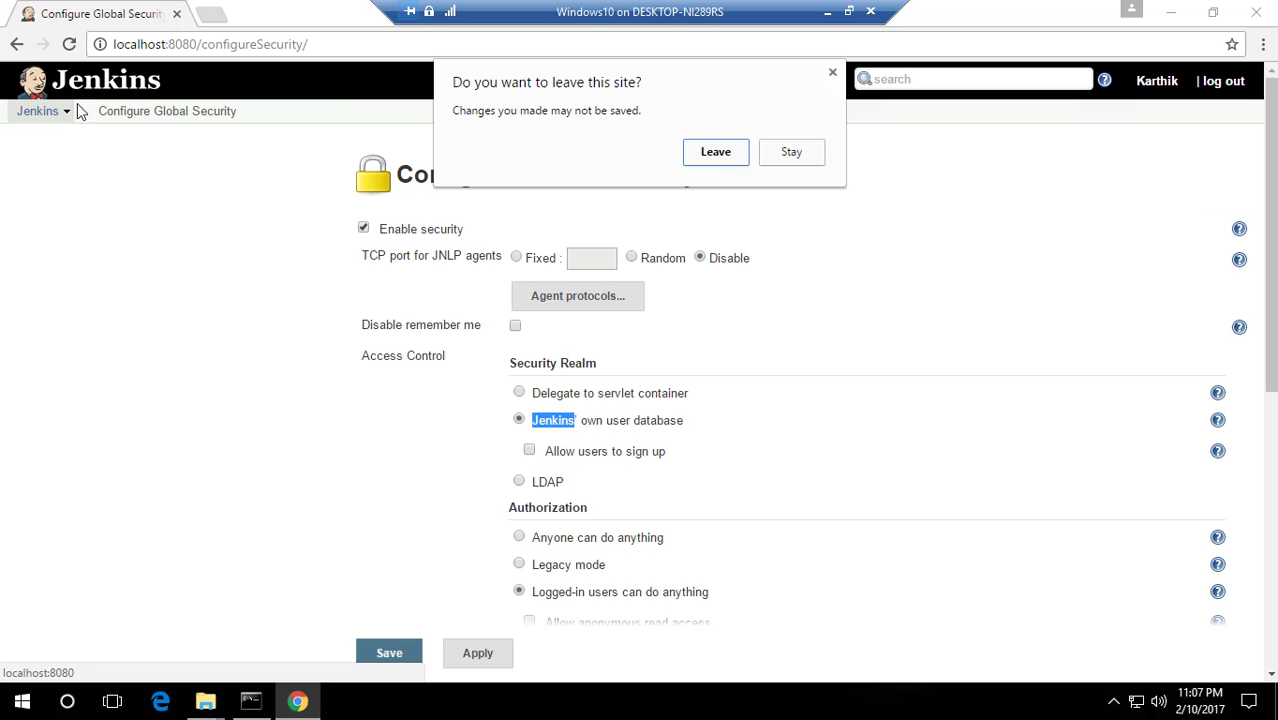 Configure Global Securit
Windows10 on DESKTOP-NI289RS
localhost:8080/configureSecurity/
Jenkins
search
Karthik
| log out
Jenkins
Configure Global Security
Do you want to leave this site?
Changes you made may not be saved.
Leave
Stay
Enable security
TCP port for JNLP agents
Fixed :
Random
Disable
Agent protocols...
Disable remember me
Access Control
Security Realm
Delegate to servlet container
Jenkins' own user database
Allow users to sign up
LDAP
Authorization
Anyone can do anything
Legacy mode
Logged-in users can do anything
Allow anonymous read access
Save
Apply
localhost:8080
11:07 PM
2/10/2017